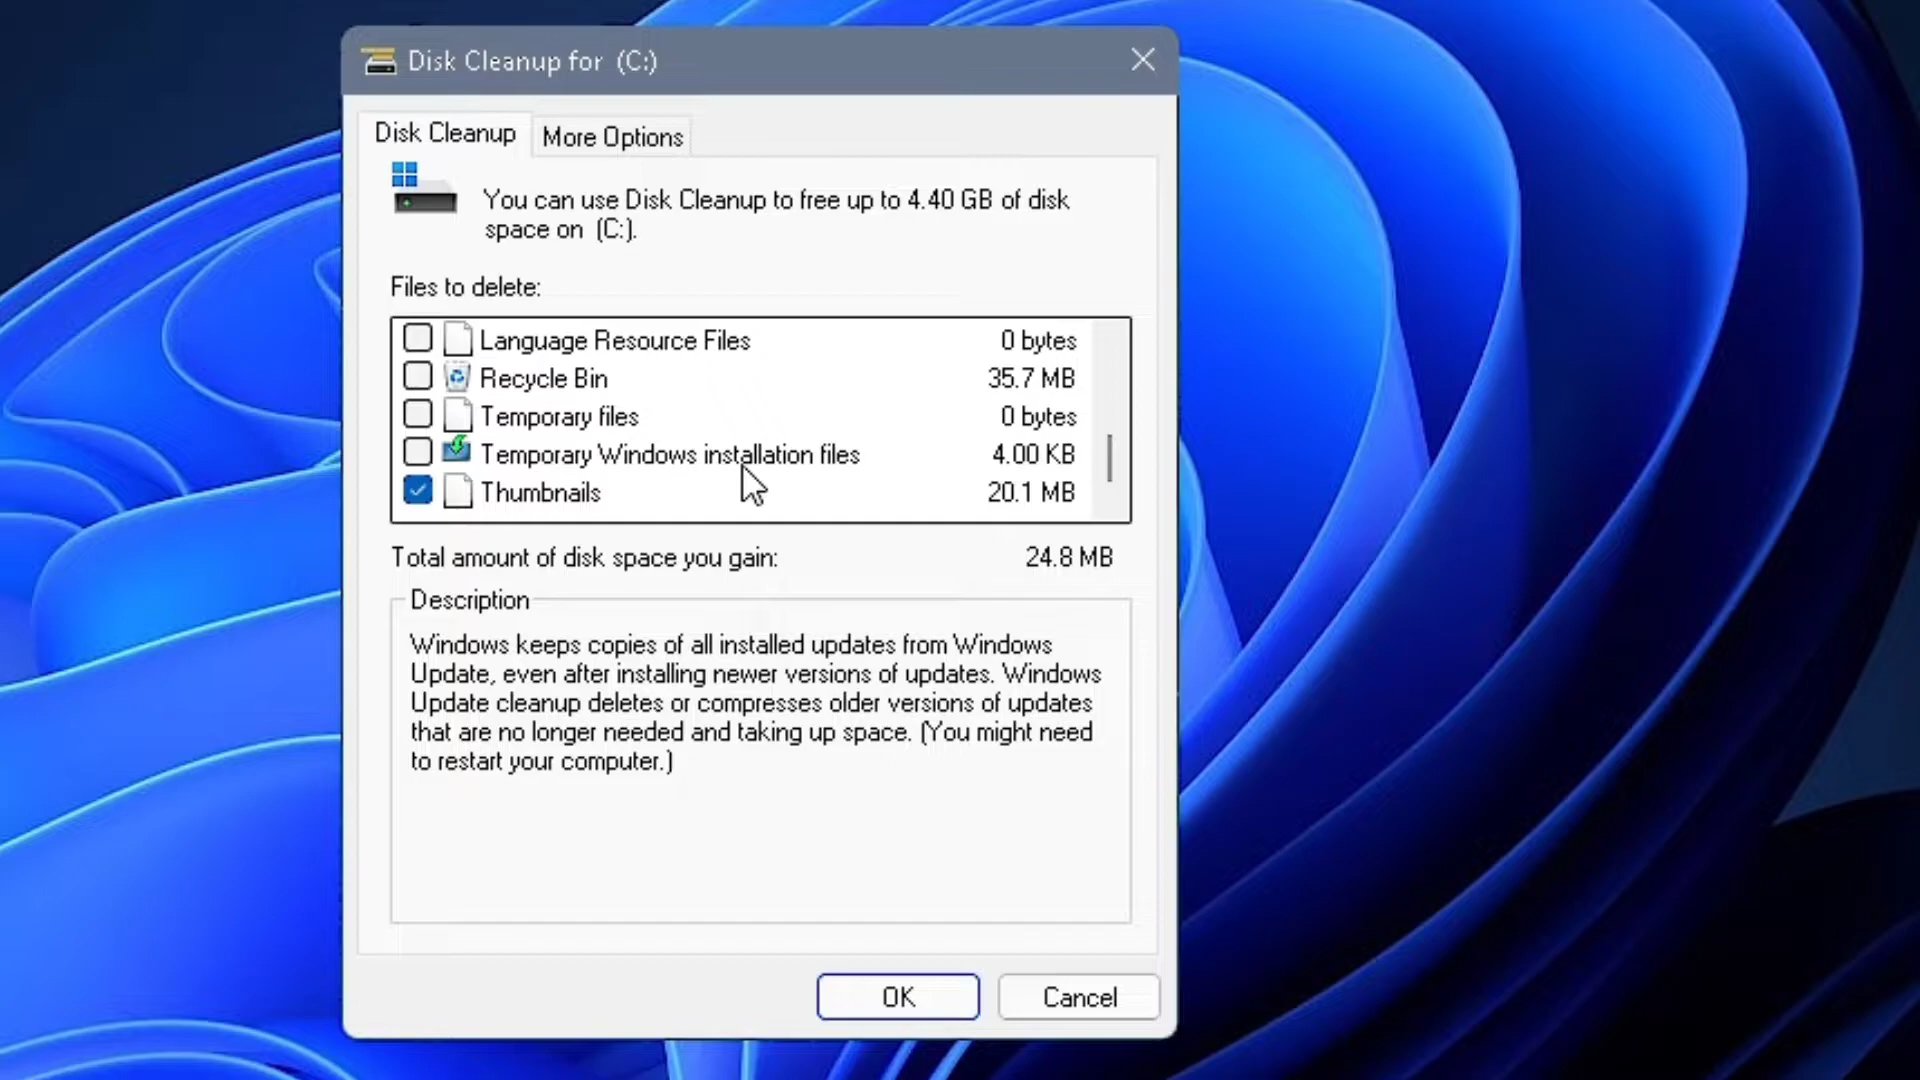 Disk Cleanup for (C:)
Disk Cleanup
More Options
You can use Disk Cleanup to free up to 4.40 GB of disk
space on (C:).
Files to delete:
Language Resource Files 0 bytes
Recycle Bin 35.7 MB
Temporary files 0 bytes
Temporary Windows installation files 4.00 KB
Thumbnails 20.1 MB
Total amount of disk space you gain: 24.8 MB
Description
Windows keeps copies of all installed updates from Windows
Update, even after installing newer versions of updates. Windows
Update cleanup deletes or compresses older versions of updates
that are no longer needed and taking up space. (You might need
to restart your computer.)
OK
Cancel